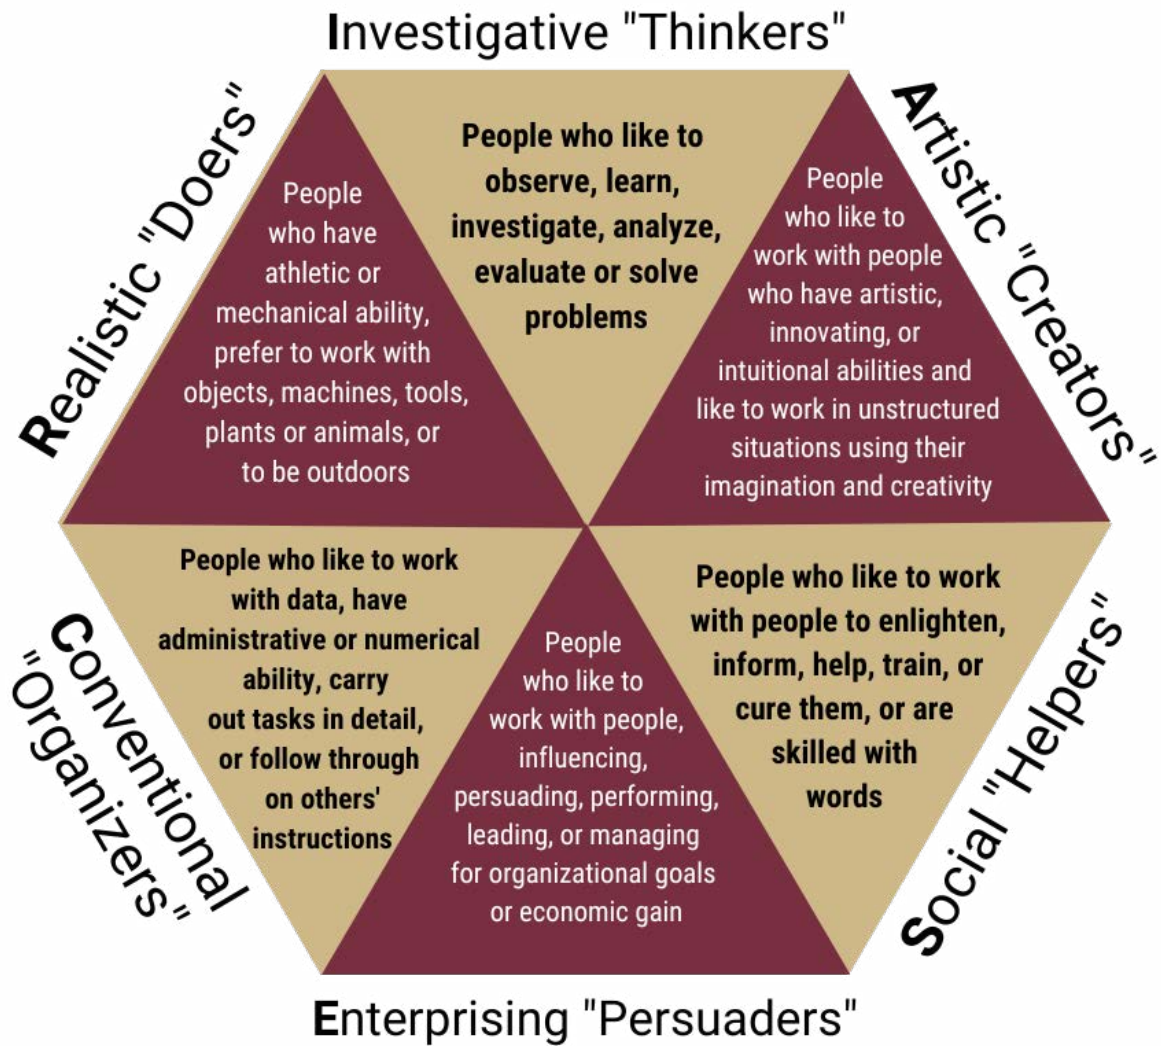 Investigative "Thinkers"
Realistic "Doers"
People
who have
athletic or
mechanical ability,
prefer to work with
objects, machines, tools,
plants or animals, or
to be outdoors
People who like to
observe, learn,
investigate, analyze,
evaluate or solve
problems
Artistic "Creators"
People
who like to
work with people
who have artistic,
innovating, or
intuitional abilities and
like to work in unstructured
situations using their
imagination and creativity
Conventional
"Organizers"
People who like to work
with data, have
administrative or numerical
ability, carry
out tasks in detail,
or follow through
on others'
instructions
People
who like to
work with people,
influencing,
persuading, performing,
leading, or managing
for organizational goals
or economic gain
People who like to work
with people to enlighten,
inform, help, train, or
cure them, or are
skilled with
words
Social "Helpers"
Enterprising "Persuaders"